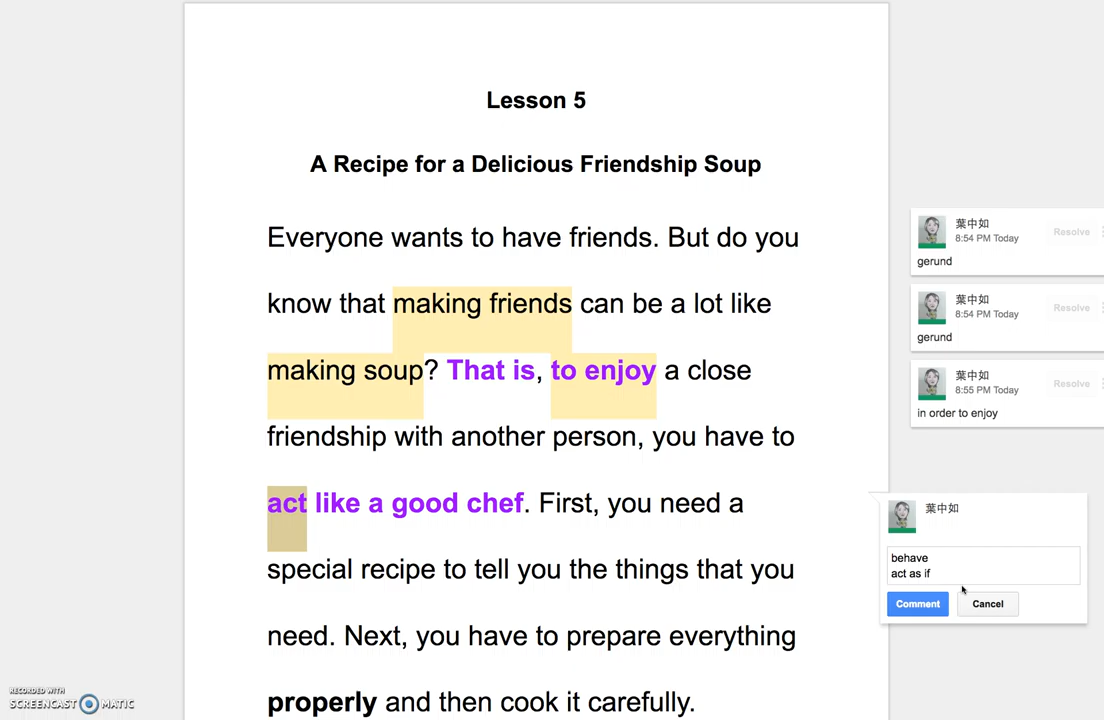 Lesson 5
A Recipe for a Delicious Friendship Soup
Everyone wants to have friends. But do you
know that making friends can be a lot like
making soup? That is, to enjoy a close
friendship with another person, you have to
act like a good chef. First, you need a
special recipe to tell you the things that you
need. Next, you have to prepare everything
properly and then cook it carefully.
葉中如
8:54 PM Today
Resolve
gerund
葉中如
8:54 PM Today
Resolve
gerund
葉中如
8:55 PM Today
Resolve
in order to enjoy
葉中如
behave
act as if
Comment Cancel
RECORDED WITH
SCREENCAST MATIC